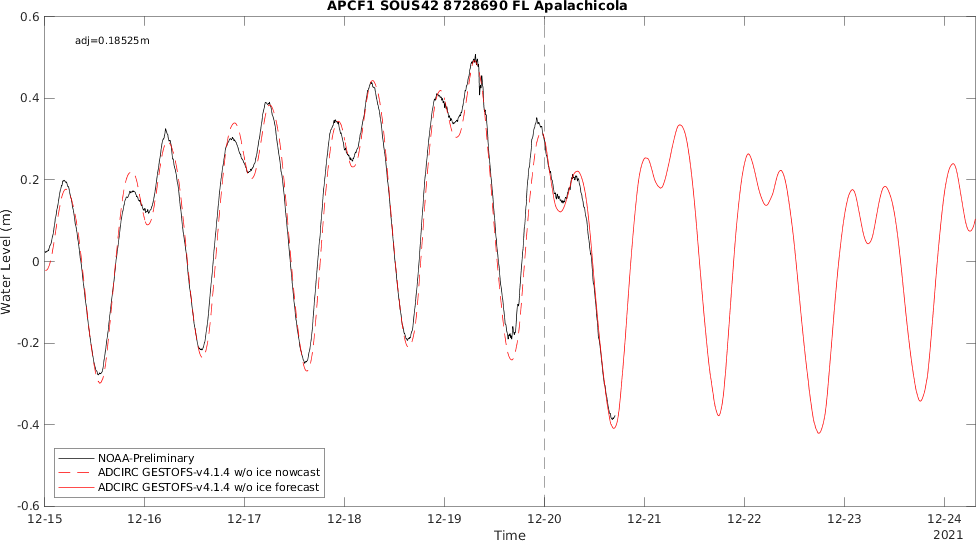 APCF1 SOUS42 8728690 FL Apalachicola
adj=0.18525m
0.6
0.4
0.2
0
-0.2
-0.4
-0.6
Water Level (m)
NOAA-Preliminary
ADCIRC GESTOFS-v4.1.4 w/o ice nowcast
ADCIRC GESTOFS-v4.1.4 w/o ice forecast
12-15 12-16 12-17 12-18 12-19 12-20 12-21 12-22 12-23 12-24
Time
2021